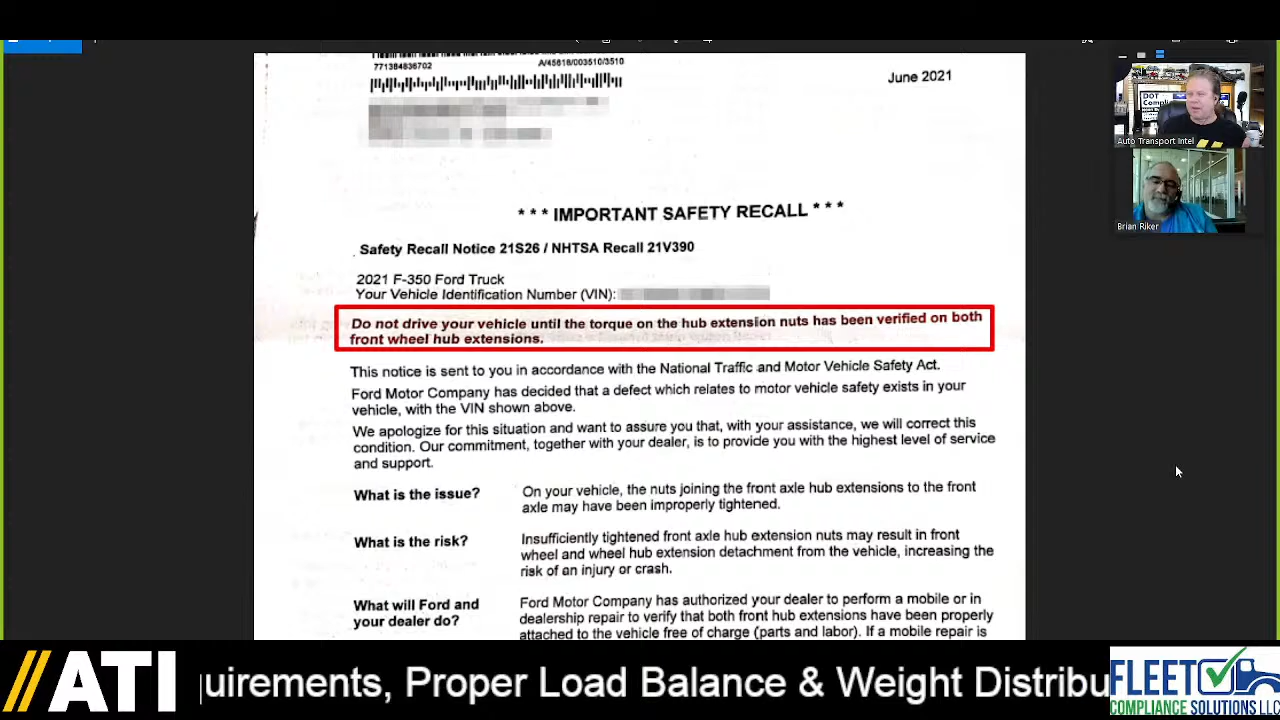 771384836702
A/45616/003510/3510
June 2021
* * * IMPORTANT SAFETY RECALL * * *
Safety Recall Notice 21S26 / NHTSA Recall 21V390
2021 F-350 Ford Truck
Your Vehicle Identification Number (VIN):
Do not drive your vehicle until the torque on the hub extension nuts has been verified on both
front wheel hub extensions.
This notice is sent to you in accordance with the National Traffic and Motor Vehicle Safety Act.
Ford Motor Company has decided that a defect which relates to motor vehicle safety exists in your
vehicle, with the VIN shown above.
We apologize for this situation and want to assure you that, with your assistance, we will correct this
condition. Our commitment, together with your dealer, is to provide you with the highest level of service
and support.
What is the issue?
On your vehicle, the nuts joining the front axle hub extensions to the front
axle may have been improperly tightened.
What is the risk?
Insufficiently tightened front axle hub extension nuts may result in front
wheel and wheel hub extension detachment from the vehicle, increasing the
risk of an injury or crash.
What will Ford and
your dealer do?
Ford Motor Company has authorized your dealer to perform a mobile or in
dealership repair to verify that both front hub extensions have been properly
attached to the vehicle free of charge (parts and labor). If a mobile repair is
DOT
Auto Transport Intel
Brian Riker
//ATI
uirements, Proper Load Balance & Weight Distribu
FLEET
COMPLIANCE SOLUTIONS LLC